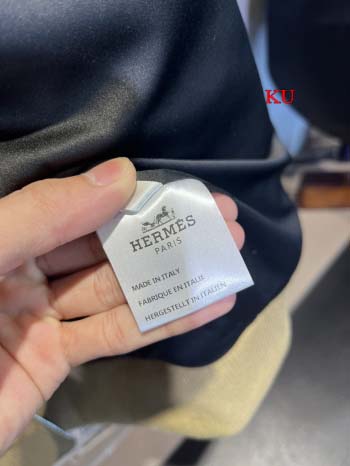 KU
HERMÈS
PARIS
MADE IN ITALY
FABRIQUE EN ITALIE
HERGESTELLT IN ITALIEN